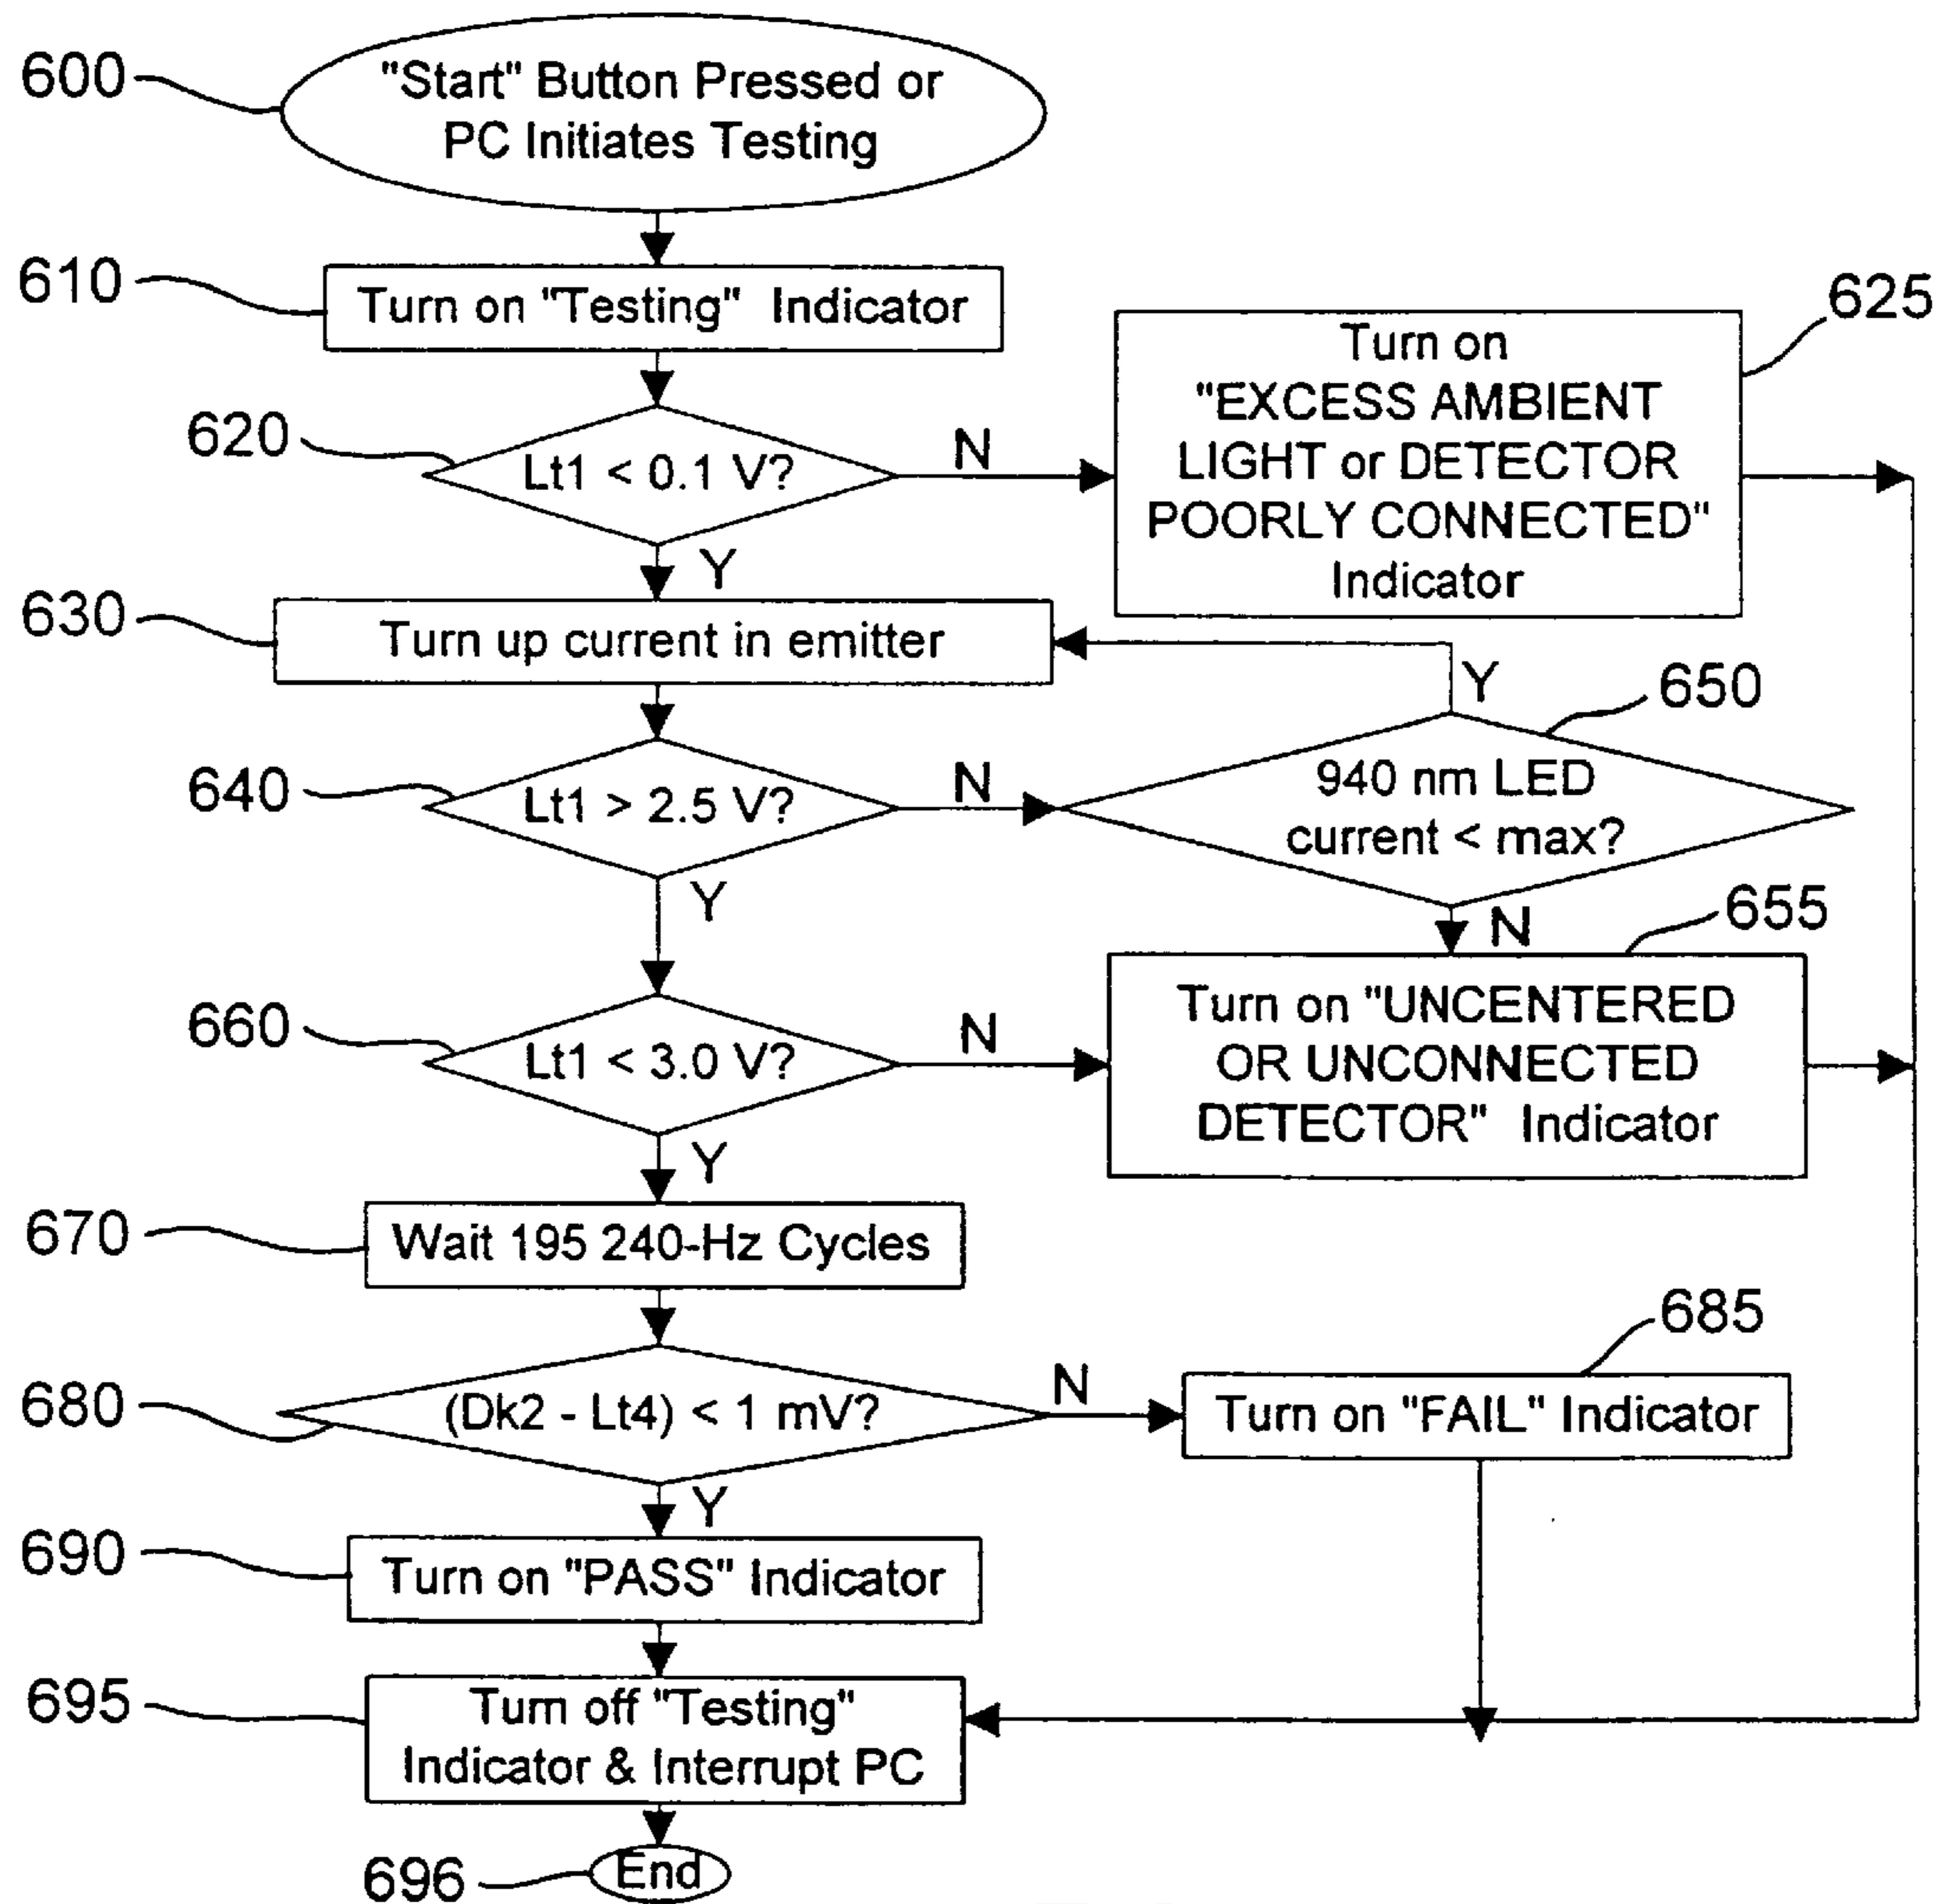 600
"Start" Button Pressed or
PC Initiates Testing
610
Turn on "Testing" Indicator
625
Turn on
"EXCESS AMBIENT
LIGHT or DETECTOR
POORLY CONNECTED"
Indicator
620
Lt1 < 0.1 V?
N
Y
630
Turn up current in emitter
Y
650
640
Lt1 > 2.5 V?
N
940 nm LED
current < max?
Y
N
655
660
Lt1 < 3.0 V?
N
Turn on "UNCENTERED
OR UNCONNECTED
DETECTOR" Indicator
Y
670
Wait 195 240-Hz Cycles
685
680
(Dk2 - Lt4) < 1 mV?
N
Turn on "FAIL" Indicator
Y
690
Turn on "PASS" Indicator
695
Turn off "Testing"
Indicator & Interrupt PC
696
End